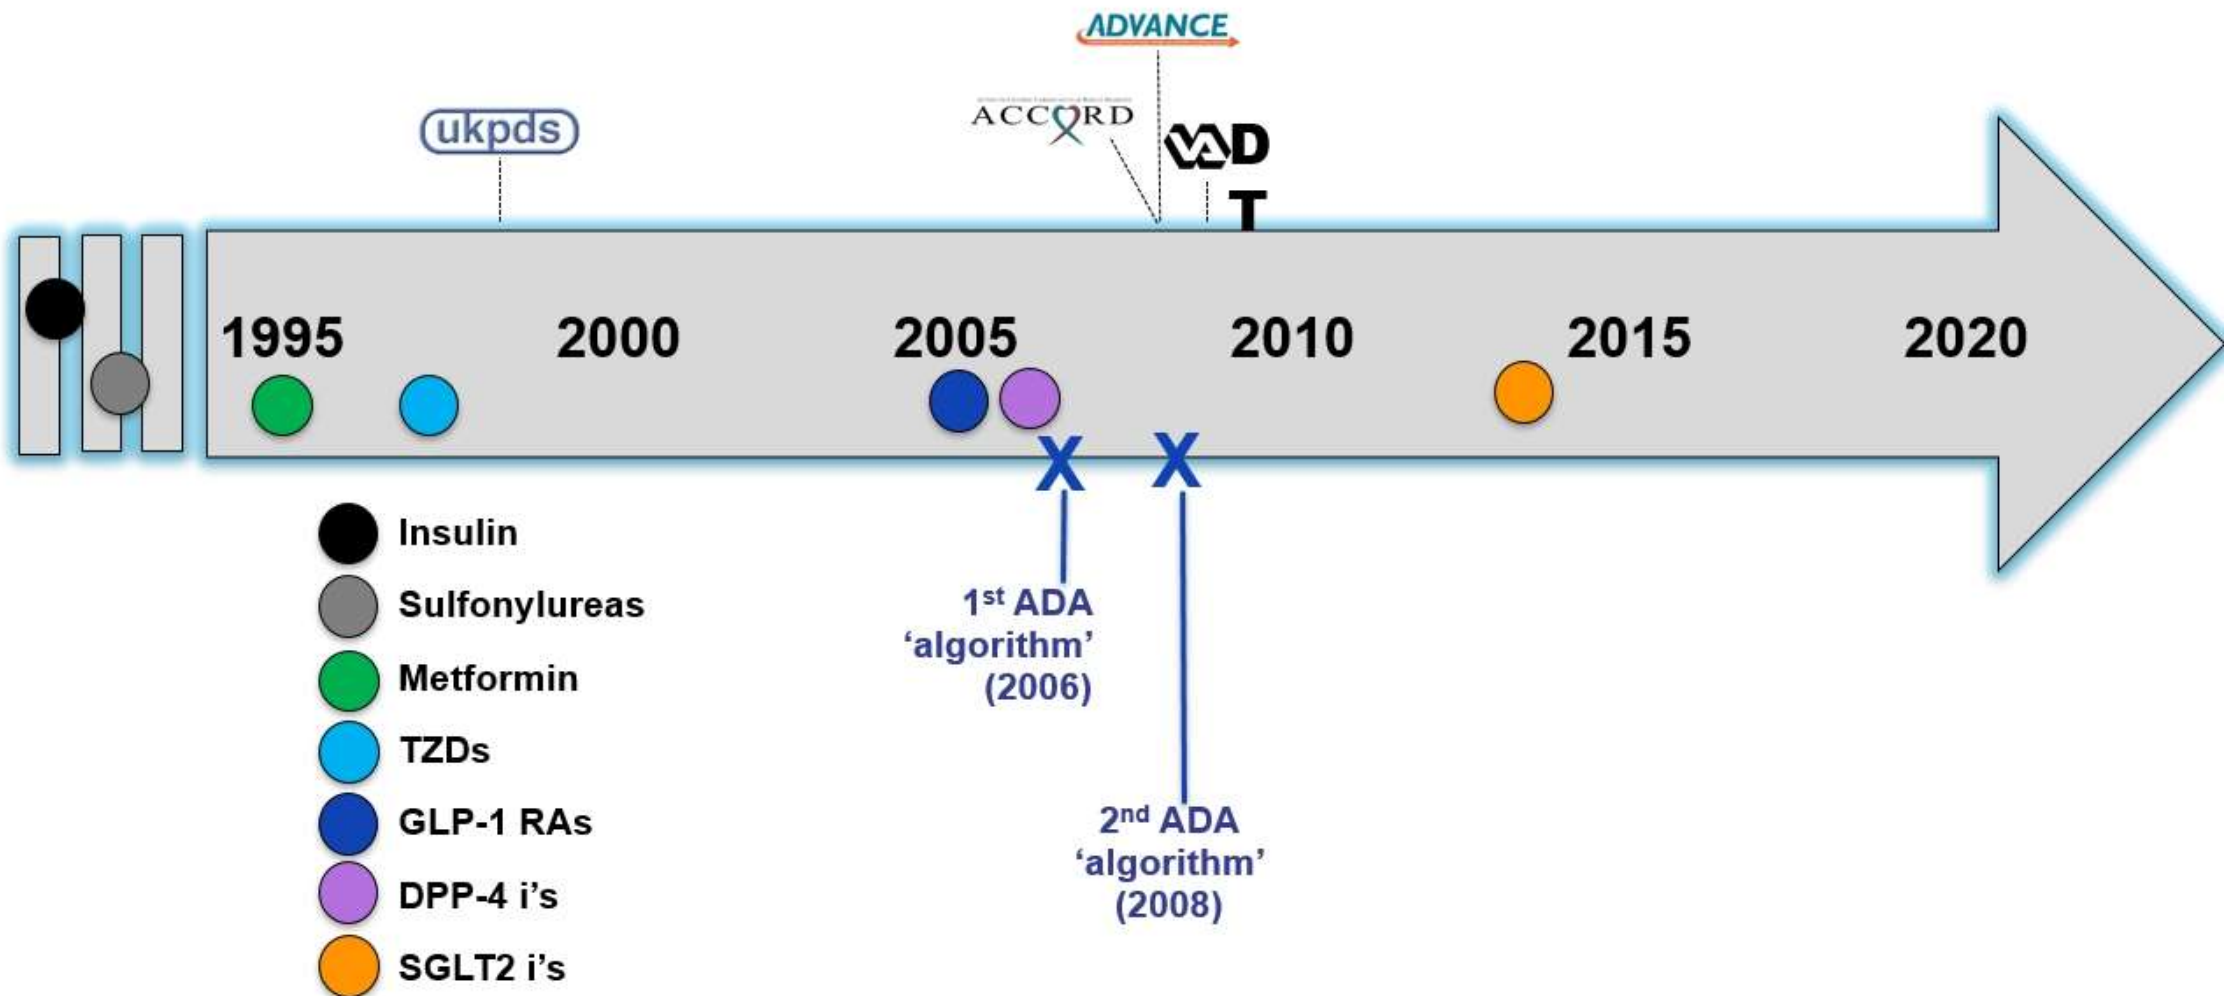 ADVANCE
ACCORD
ukpds
VAD
T
1995 2000 2005 2010 2015 2020
Insulin
Sulfonylureas
Metformin
TZDs
GLP-1 RAs
DPP-4 i’s
SGLT2 i’s
X X
1st ADA
‘algorithm’
(2006)
2nd ADA
‘algorithm’
(2008)